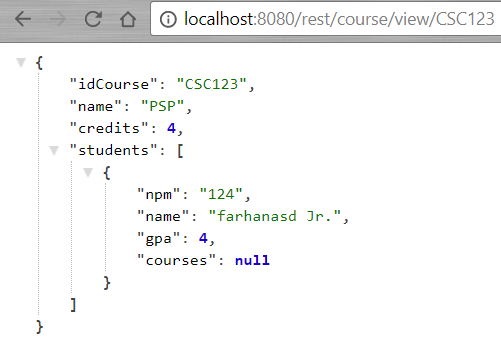 localhost:8080/rest/course/view/CSC123
{
"idCourse": "CSC123",
"name": "PSP",
"credits": 4,
"students": [
{
"npm": "124",
"name": "farhanasd Jr.",
"gpa": 4,
"courses": null
}
]
}